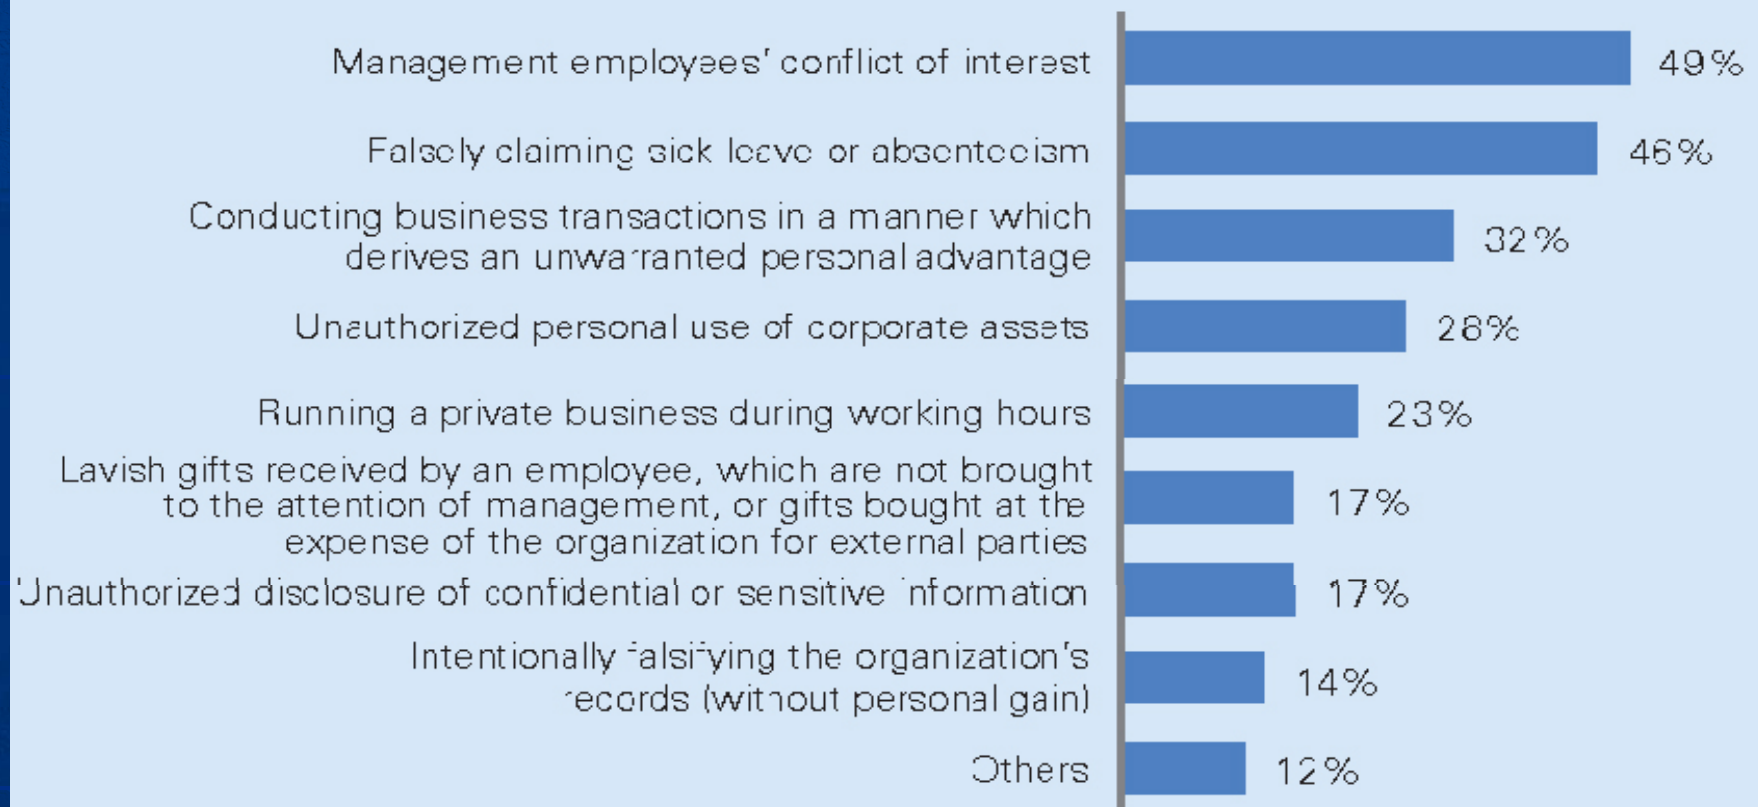 Management employees' conflict of interest
49%
Falsely claiming sick leave or absenteeism
46%
Conducting business transactions in a manner which
derives an unwarranted personal advantage
32%
Unauthorized personal use of corporate assets
28%
Running a private business during working hours
23%
Lavish gifts received by an employee, which are not brought
to the attention of management, or gifts bought at the
expense of the organization for external parties
17%
Unauthorized disclosure of confidential or sensitive information
17%
Intentionally falsifying the organization's
records (without personal gain)
14%
Others
12%